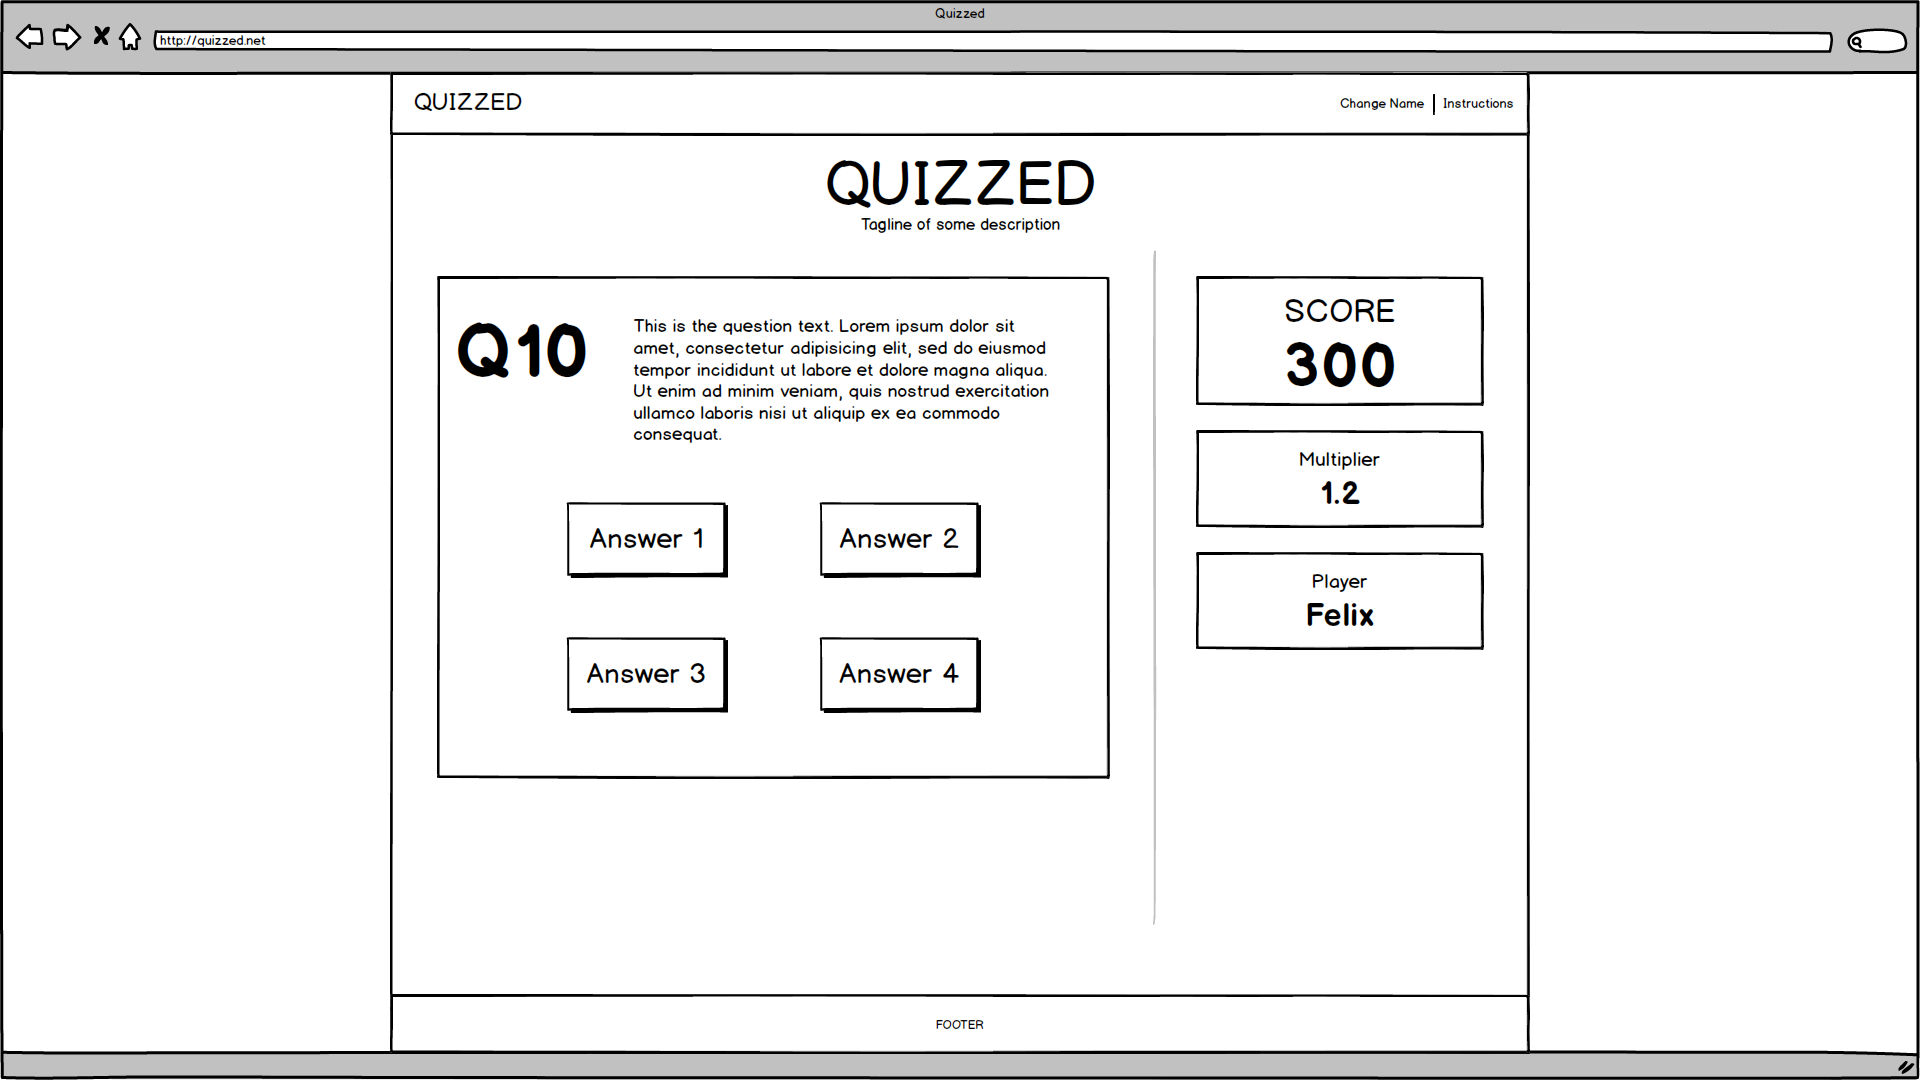 Quizzed
http://quizzed.net
QUIZZED
Change Name
Instructions
QUIZZED
Tagline of some description
Q10
This is the question text. Lorem ipsum dolor sit
amet, consectetur adipisicing elit, sed do eiusmod
tempor incididunt ut labore et dolore magna aliqua.
Ut enim ad minim veniam, quis nostrud exercitation
ullamco laboris nisi ut aliquip ex ea commodo
consequat.
Answer 1
Answer 2
Answer 3
Answer 4
SCORE
300
Multiplier
1.2
Player
Felix
FOOTER